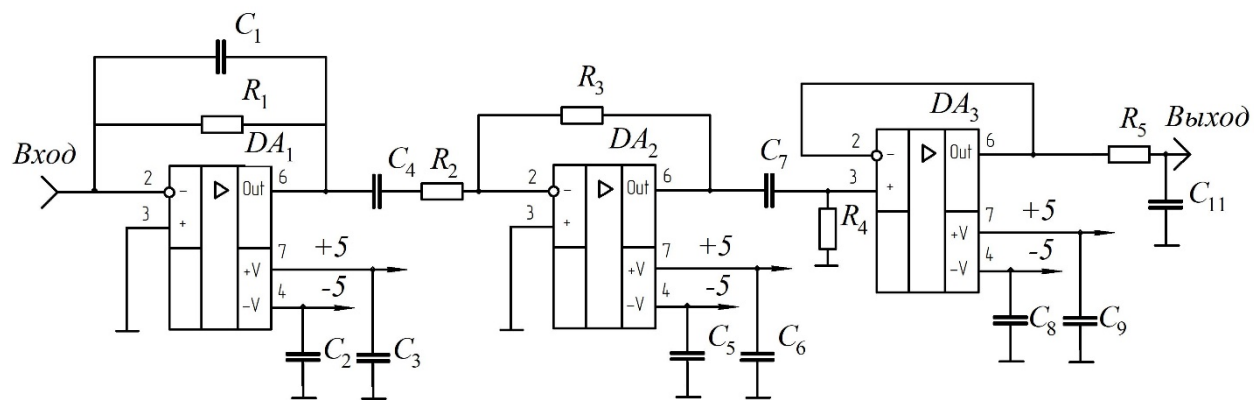 C₁
R₁
R₃
DA₁
DA₂
DA₃
Вход
Выход
C₄
R₂
C₇
R₄
R₅
C₁₁
2
3
-
+
Out
6
7
+V
4
-V
+5
-5
C₂
C₃
2
3
-
+
Out
6
7
+V
4
-V
+5
-5
C₅
C₆
2
3
-
+
Out
6
7
+V
4
-V
+5
-5
C₈
C₉